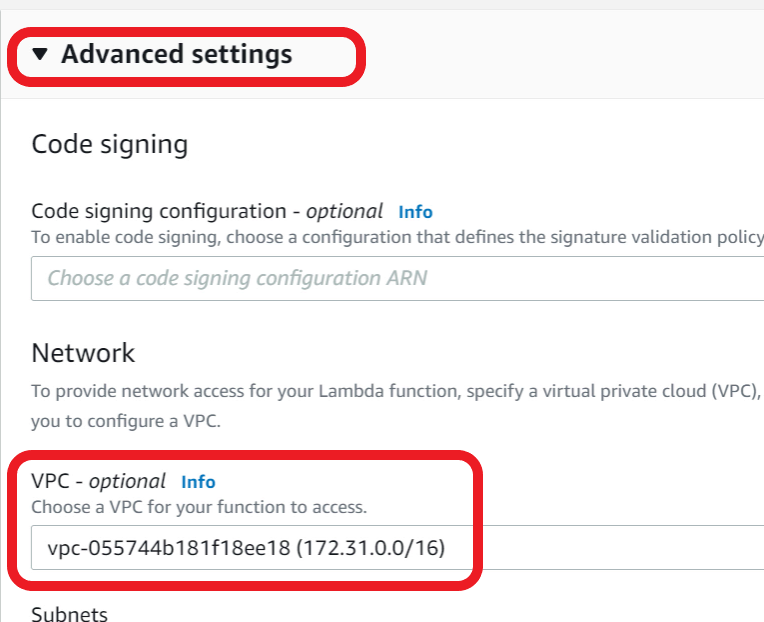 Advanced settings
Code signing
Code signing configuration - optional Info
To enable code signing, choose a configuration that defines the signature validation policy
Choose a code signing configuration ARN
Network
To provide network access for your Lambda function, specify a virtual private cloud (VPC),
you to configure a VPC.
VPC - optional Info
Choose a VPC for your function to access.
vpc-055744b181f18ee18 (172.31.0.0/16)
Subnets